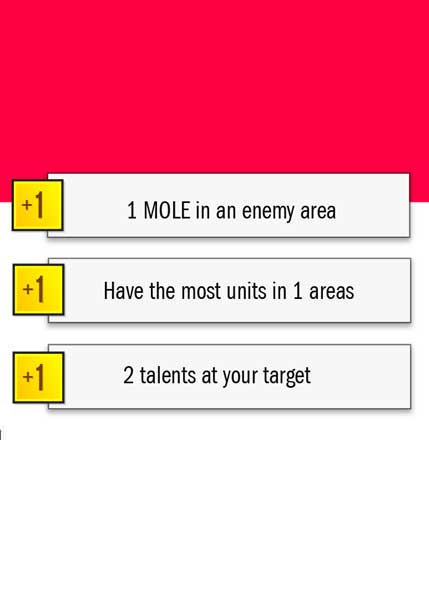 +1 1 MOLE in an enemy area
+1 Have the most units in 1 areas
+1 2 talents at your target